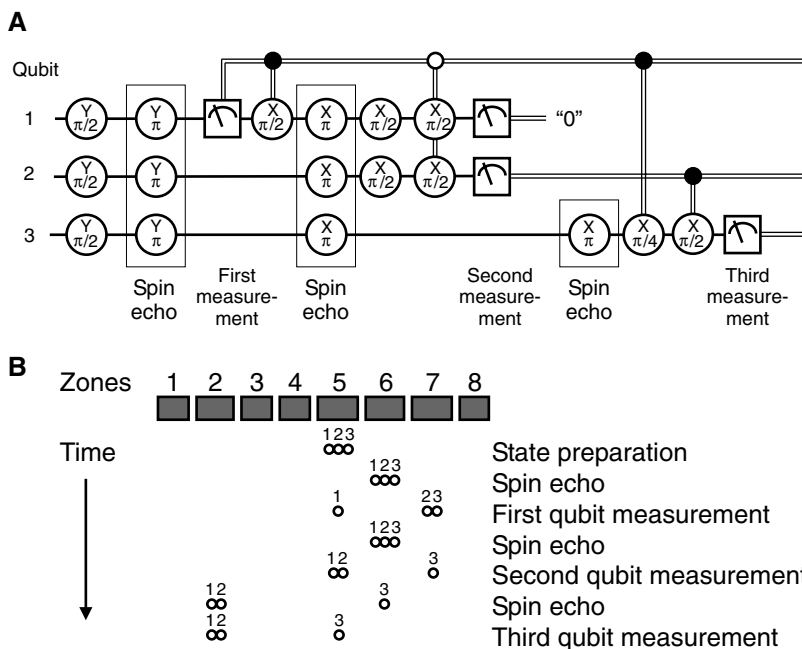 A
Qubit
1 Y π/2 Y π X π/2 X π X π/2 X π/2 “0”
2 Y π/2 Y π X π X π/2 X π/2
3 Y π/2 Y π X π X π X π/4 X π/2
Spin echo
First measure- ment
Spin echo
Second measure- ment
Spin echo
Third measure- ment
B
Zones 1 2 3 4 5 6 7 8
Time
123 State preparation
123 Spin echo
1 23 First qubit measurement
123 Spin echo
12 3 Second qubit measurement
12 3 Spin echo
12 3 Third qubit measurement